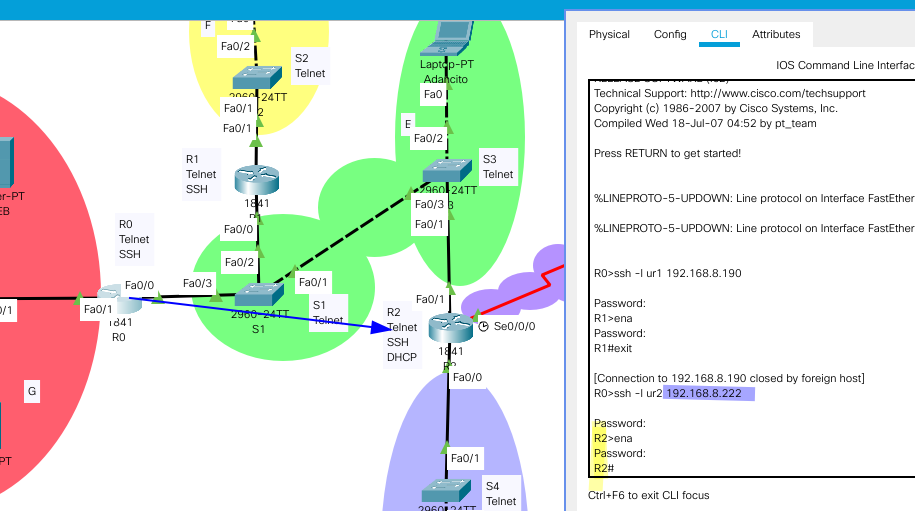 F
Fa0/2
S2
Telnet
2960-24TT
Fa0/1
Fa0/1
R1
Telnet
SSH
1841
Fa0/0
Fa0/2
R0
Telnet
SSH
Fa0/0
Fa0/3
Fa0/1
Fa0/1
1841
R0
2960-24TT
S1
S1
Telnet
G
Laptop-PT
Adancito
Fa0
E
Fa0/2
S3
Telnet
2960-24TT
Fa0/3
Fa0/1
Fa0/1
R2
Telnet
SSH
DHCP
1841
Se0/0/0
Fa0/0
Fa0/1
S4
Telnet
2960-24TT
Physical Config CLI Attributes
IOS Command Line Interfac
Technical Support: http://www.cisco.com/techsupport
Copyright (c) 1986-2007 by Cisco Systems, Inc.
Compiled Wed 18-Jul-07 04:52 by pt_team
Press RETURN to get started!
%LINEPROTO-5-UPDOWN: Line protocol on Interface FastEther
%LINEPROTO-5-UPDOWN: Line protocol on Interface FastEther
R0>ssh -l ur1 192.168.8.190
Password:
R1>ena
Password:
R1#exit
[Connection to 192.168.8.190 closed by foreign host]
R0>ssh -l ur2 192.168.8.222
Password:
R2>ena
Password:
R2#
Ctrl+F6 to exit CLI focus